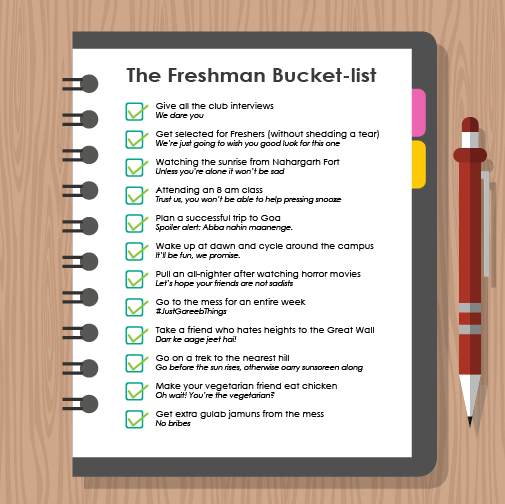 The Freshman Bucket-list
Give all the club interviews
We dare you
Get selected for Freshers (without shedding a tear)
We're just going to wish you good luck for this one
Watching the sunrise from Nahargarh Fort
Unless you're alone it won't be sad
Attending an 8 am class
Trust us, you won't be able to help pressing snooze
Plan a successful trip to Goa
Spoiler alert: Abba nahin maanenge.
Wake up at dawn and cycle around the campus
It'll be fun, we promise.
Pull an all-nighter after watching horror movies
Let's hope your friends are not sadists
Go to the mess for an entire week
#JustGareebThings
Take a friend who hates heights to the Great Wall
Darr ke aage jeet hai!
Go on a trek to the nearest hill
Go before the sun rises, otherwise carry sunscreen along
Make your vegetarian friend eat chicken
Oh wait! You're the vegetarian?
Get extra gulab jamuns from the mess
No bribes